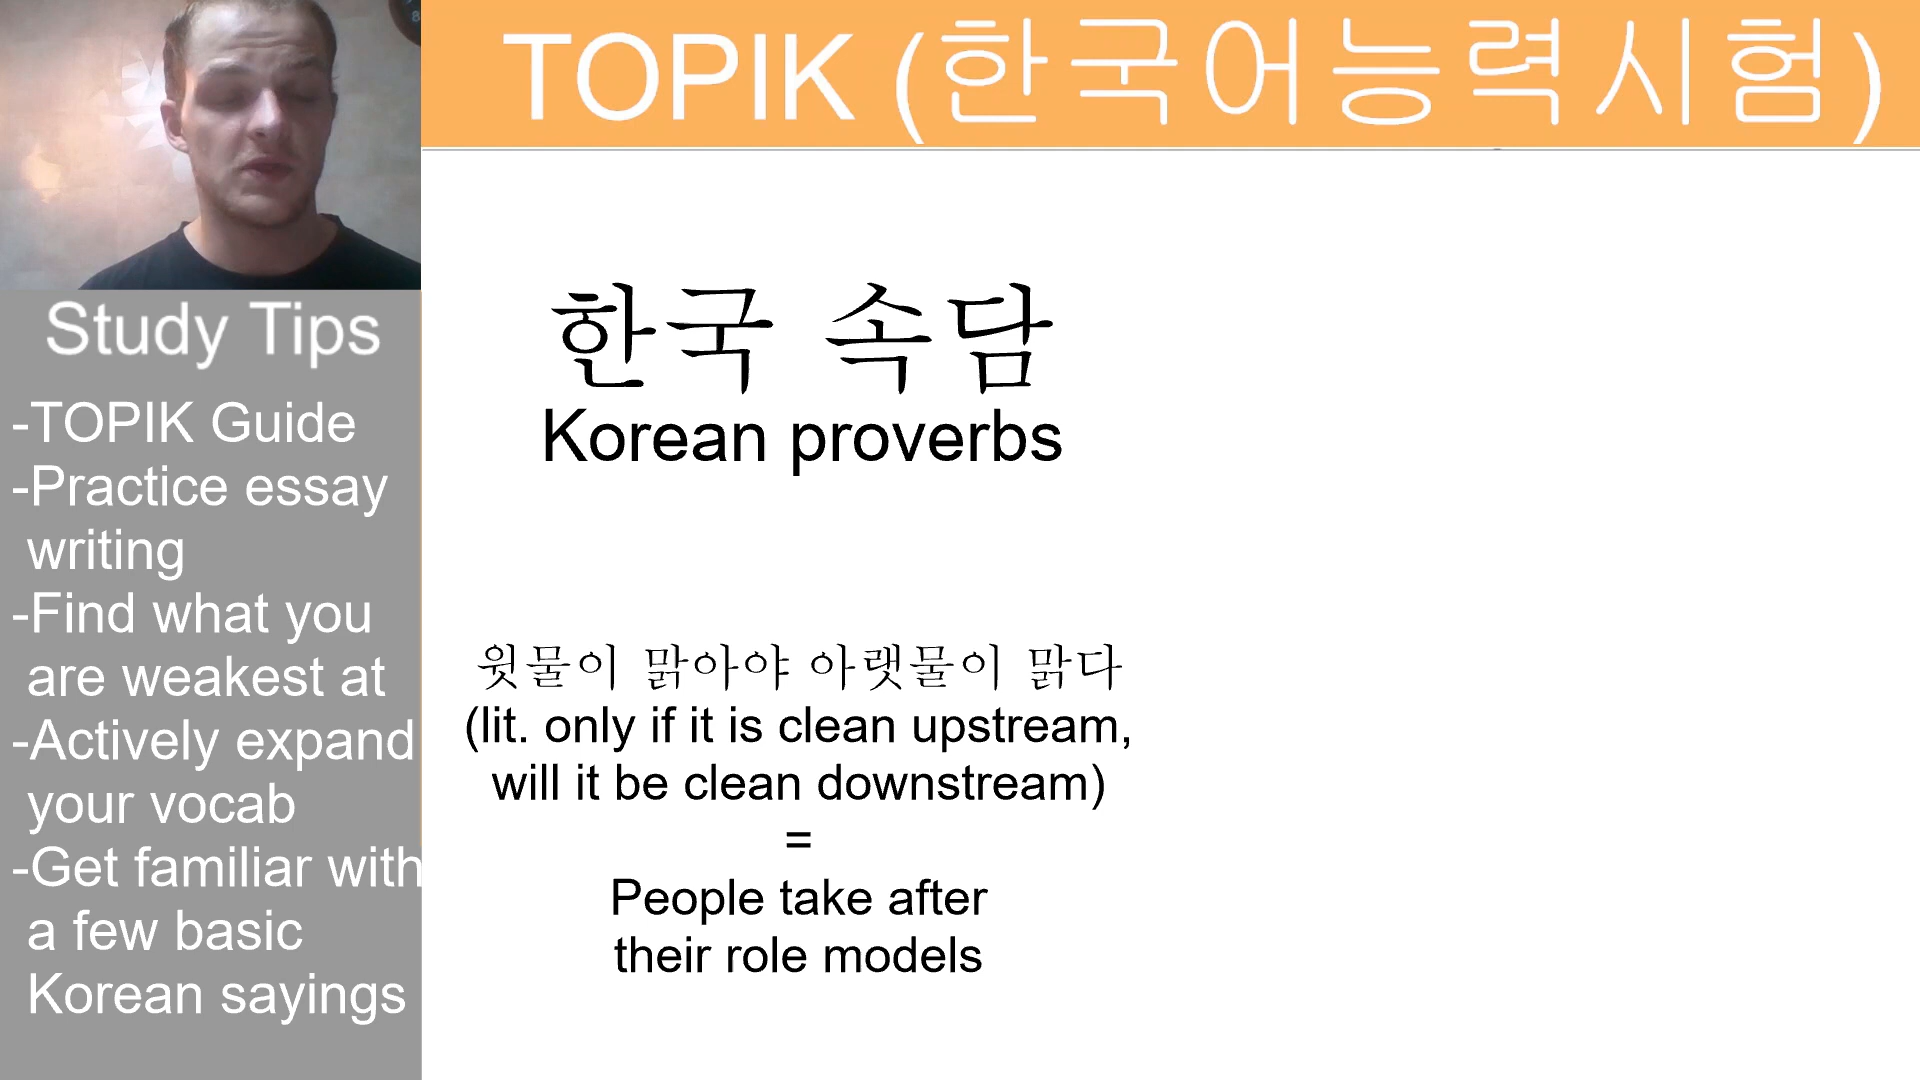 TOPIK (한국어능력시험)
Study Tips
-TOPIK Guide
-Practice essay
writing
-Find what you
are weakest at
-Actively expand
your vocab
-Get familiar with
a few basic
Korean sayings
한국 속담
Korean proverbs
윗물이 맑아야 아랫물이 맑다
(lit. only if it is clean upstream,
will it be clean downstream)
=
People take after
their role models